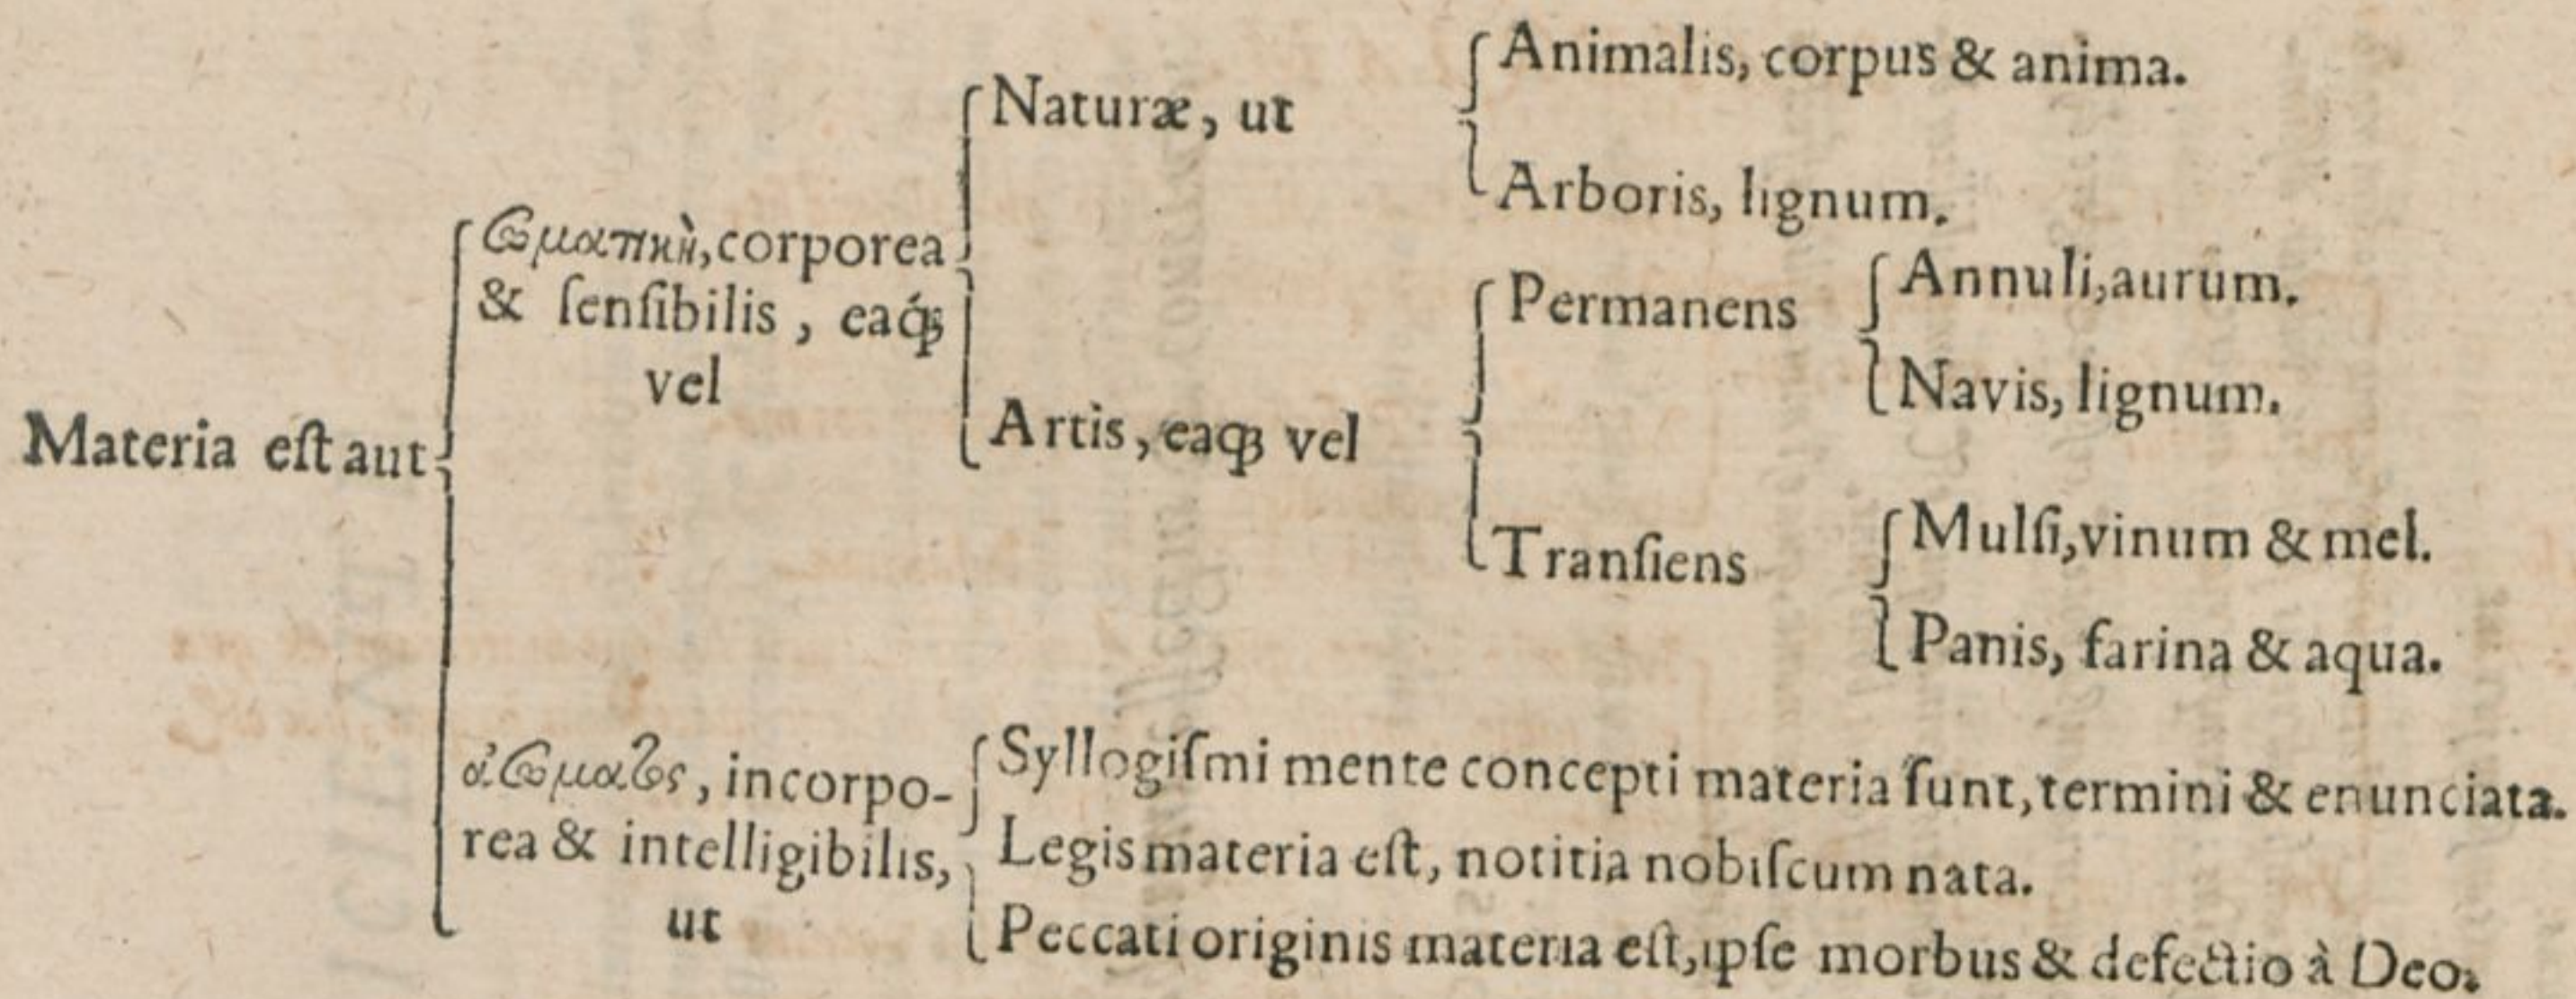 Materia eſt aut
σωματικὴ, corporea
& ſenſibilis, eaq́;
vel
Naturæ, ut
Animalis, corpus & anima.
Arboris, lignum.
Artis, eaq; vel
Permanens
Annuli, aurum.
Navis, lignum.
Tranſiens
Mulſi, vinum & mel.
Panis, farina & aqua.
ἀσώματος, incorpo-
rea & intelligibilis,
ut
Syllogiſmi mente concepti materia ſunt, termini & enunciata.
Legis materia eſt, notitia nobiſcum nata.
Peccati originis materia eſt, ipſe morbus & defectio à Deo.